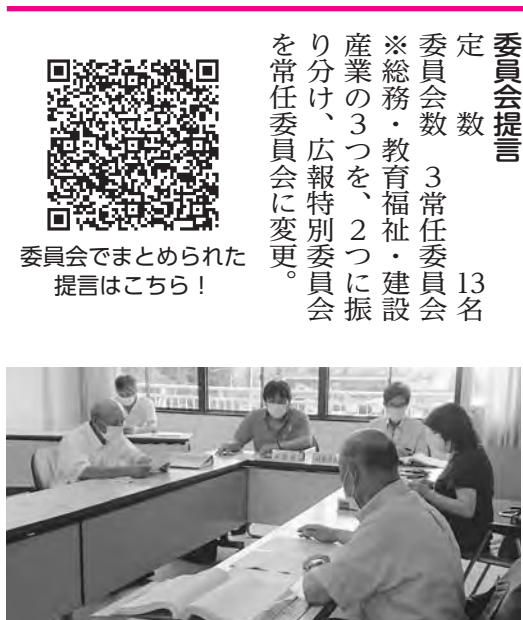 委員会提言
定　　数　　　　　13名
委員会数　３常任委員会
※総務・教育福祉・建設
産業の３つを、２つに振
り分け、広報特別委員会
を常任委員会に変更。
委員会でまとめられた
提言はこちら！